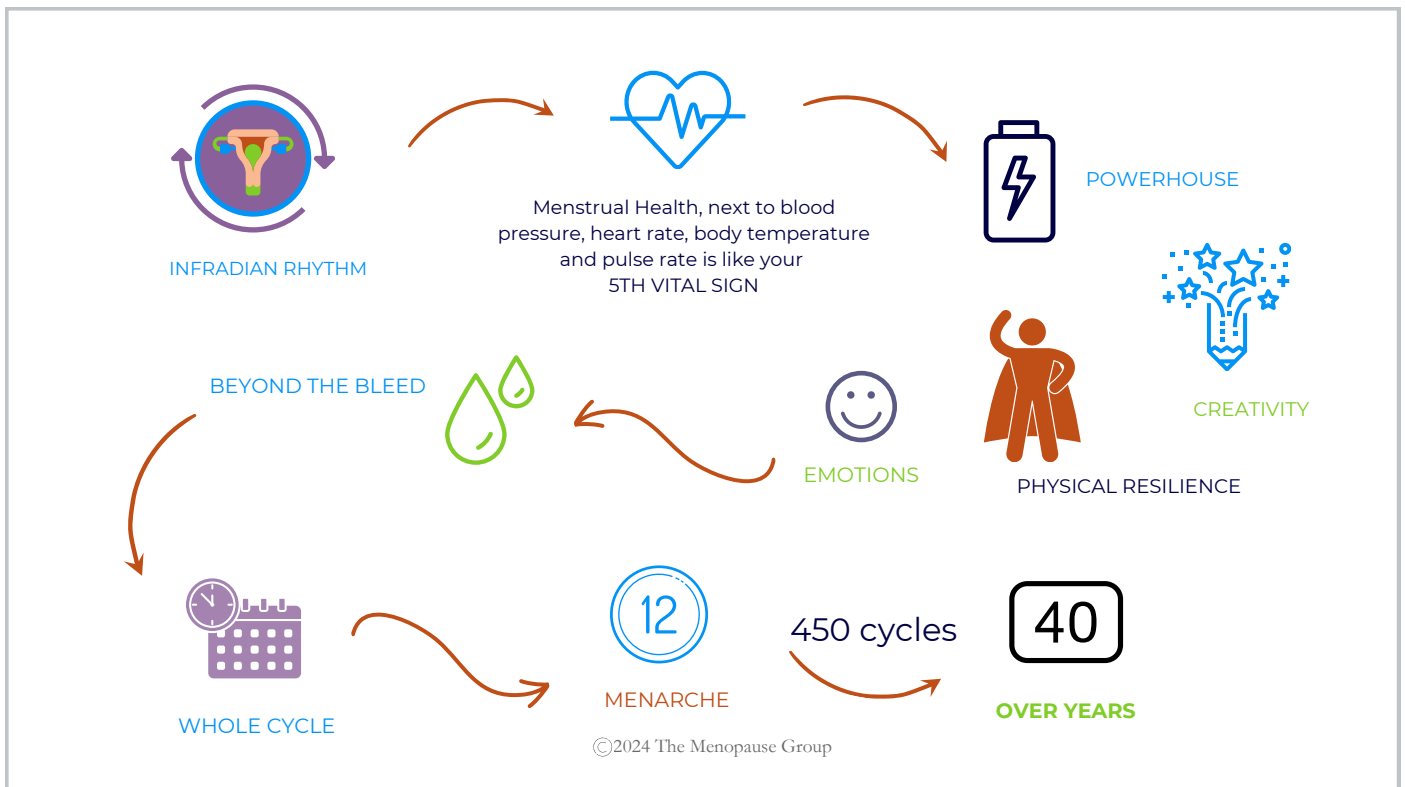 INFRADIAN RHYTHM
Menstrual Health, next to blood
pressure, heart rate, body temperature
and pulse rate is like your
5TH VITAL SIGN
POWERHOUSE
CREATIVITY
PHYSICAL RESILIENCE
EMOTIONS
BEYOND THE BLEED
WHOLE CYCLE
12
MENARCHE
450 cycles
40
OVER YEARS
Ⓒ2024 The Menopause Group